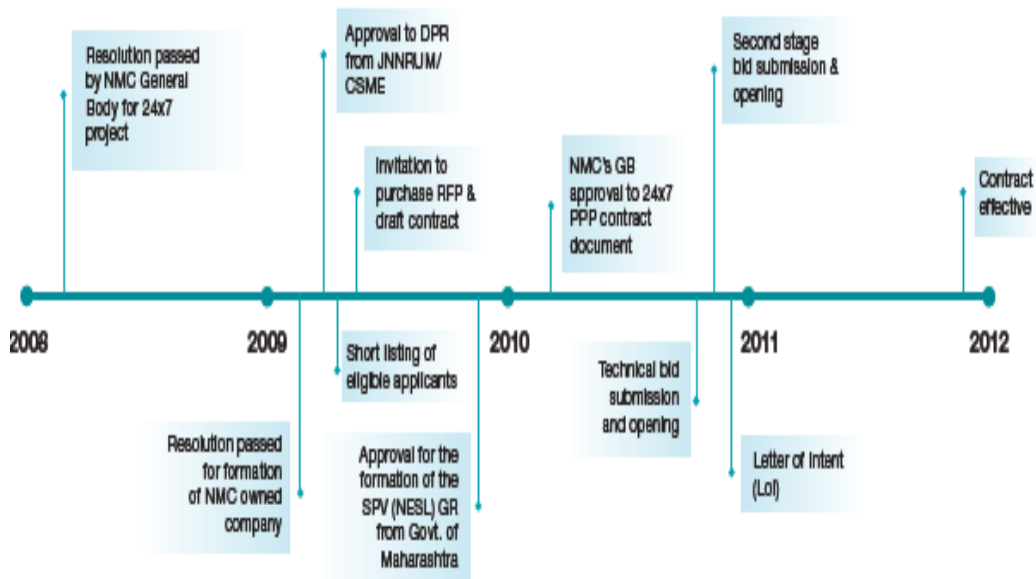 Resolution passed
by NMC General
Body for 24x7
project
Approval to DPR
from JNNRUM/
CSME
Invitation to
purchase RFP &
draft contract
NMC's GB
approval to 24x7
PPP contract
document
Second stage
bid submission &
opening
Contract
effective
2008
2009
2010
2011
2012
Resolution passed
for formation
of NMC owned
company
Short listing of
eligible applicants
Approval for the
formation of the
SPV (NESL) GR
from Govt. of
Maharashtra
Technical bid
submission
and opening
Letter of Intent
(LoI)